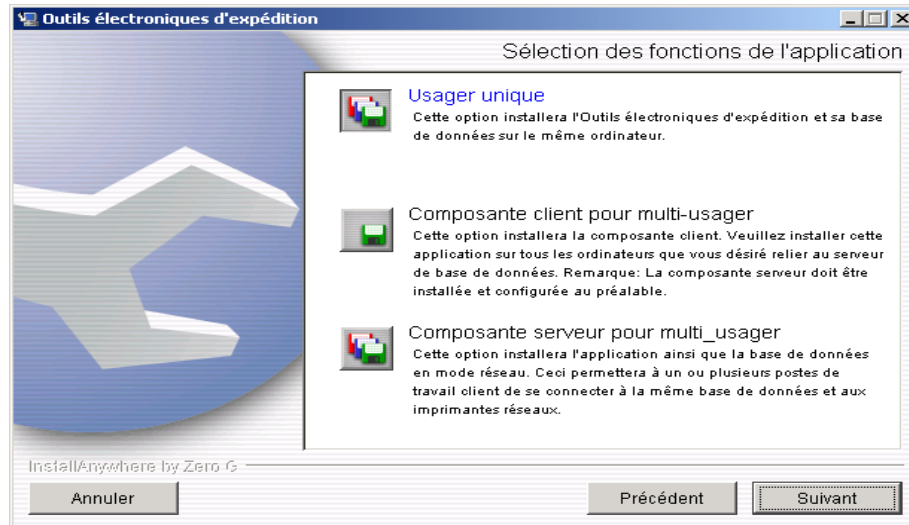 Outils électroniques d'expédition
Sélection des fonctions de l'application
Usager unique
Cette option installera l'Outils électroniques d'expédition et sa base
de données sur le même ordinateur.
Composante client pour multi-usager
Cette option installera la composante client. Veuillez installer cette
application sur tous les ordinateurs que vous désiré relier au serveur
de base de données. Remarque: La composante serveur doit être
installée et configurée au préalable.
Composante serveur pour multi_usager
Cette option installera l'application ainsi que la base de données
en mode réseau. Ceci permettera à un ou plusieurs postes de
travail client de se connecter à la même base de données et aux
imprimantes réseaux.
InstallAnywhere by Zero G
Annuler
Précédent
Suivant